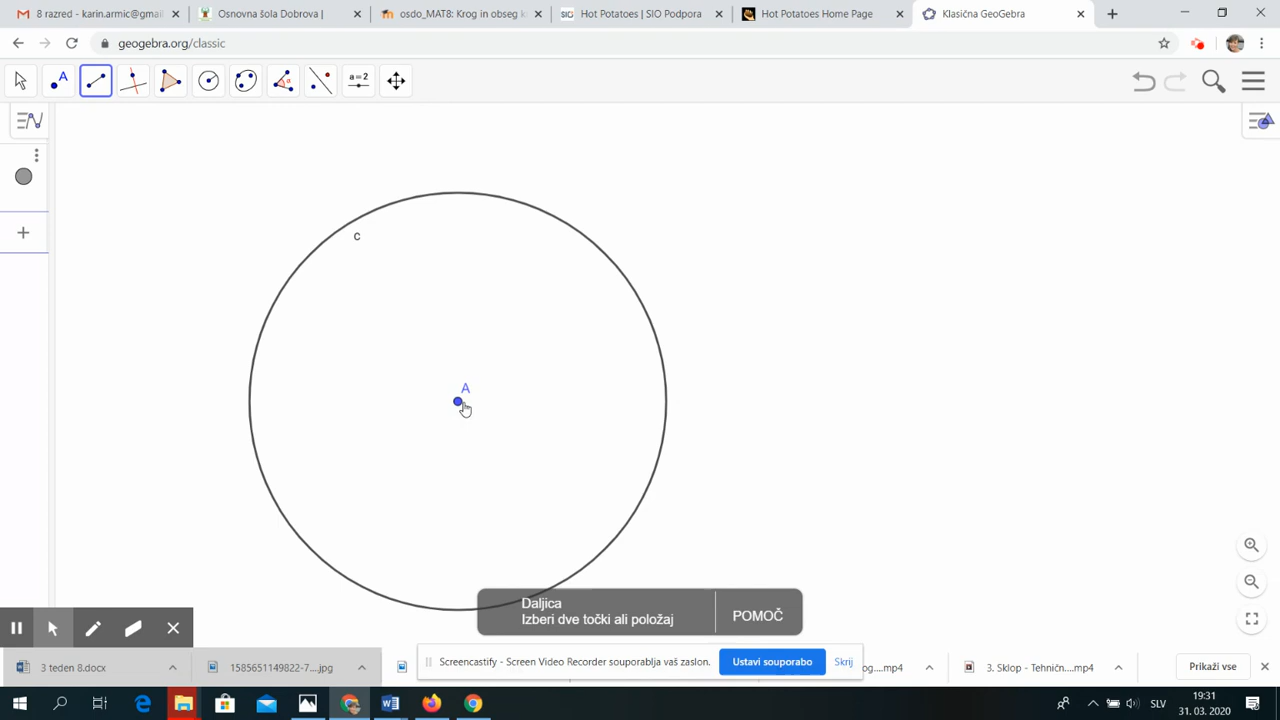 8 razred - karin.armic@gmai
Osnovna šola Dobrova |
osdo_MAT8: Krog in obseg k
Hot Potatoes | SIO Podpora
Hot Potatoes Home Page
Klasična GeoGebra
geogebra.org/classic
A
a=2
c
A
Daljica
Izberi dve točki ali položaj
POMOČ
3 teden 8.docx
1585651149822-7....jpg
Screencastify - Screen Video Recorder souporablja vaš zaslon.
Ustavi souporabo
Skrij
og....mp4
3. Sklop - Tehničn....mp4
Prikaži vse
SLV
19:31
31. 03. 2020